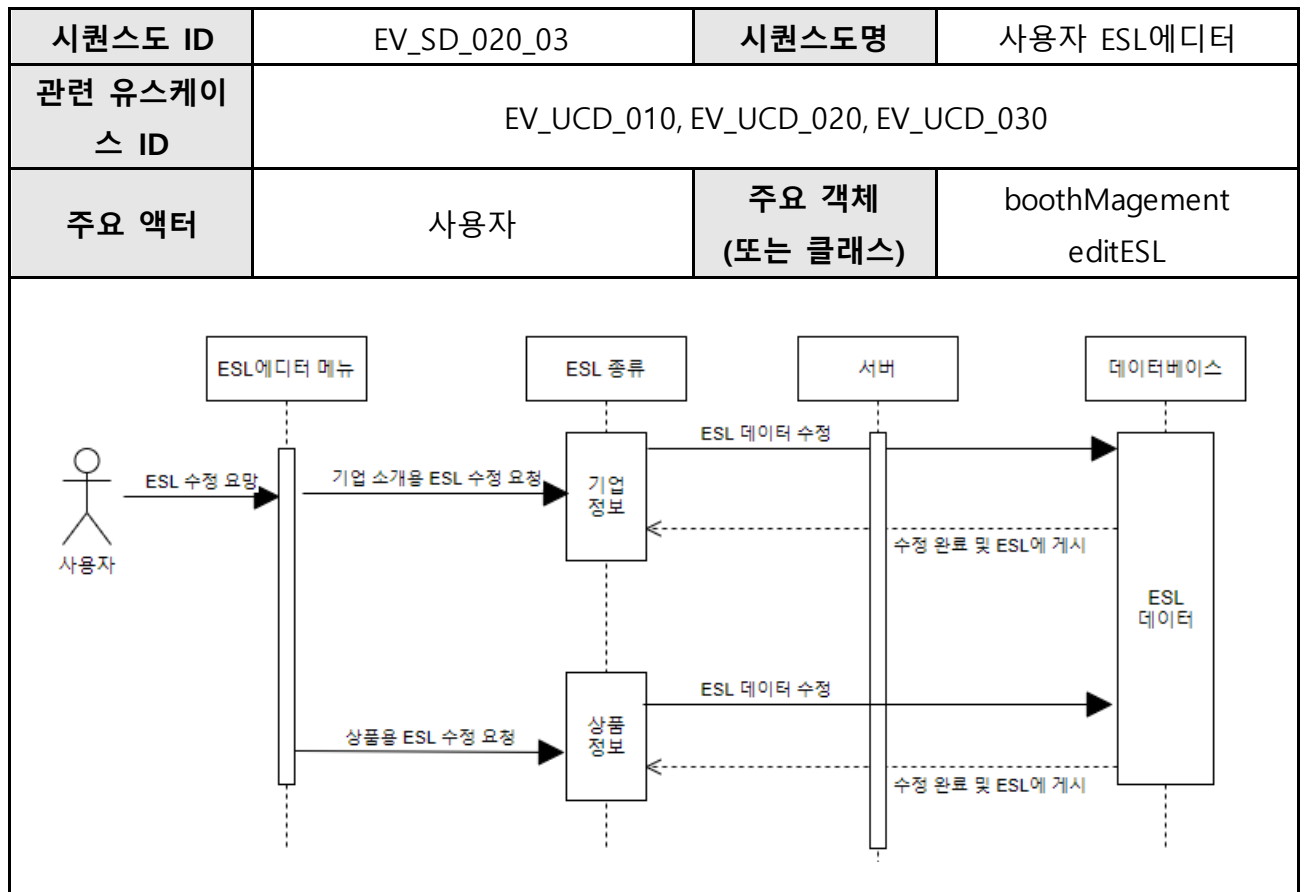 시퀀스도 ID
EV_SD_020_03
시퀀스도명
사용자 ESL에디터
관련 유스케이
스 ID
EV_UCD_010, EV_UCD_020, EV_UCD_030
주요 액터
사용자
주요 객체
(또는 클래스)
boothMagement
editESL
ESL에디터 메뉴
ESL 종류
서버
데이터베이스
ESL 데이터 수정
ESL 수정 요망
기업 소개용 ESL 수정 요청
기업
정보
수정 완료 및 ESL에 게시
사용자
ESL
데이터
ESL 데이터 수정
상품용 ESL 수정 요청
상품
정보
수정 완료 및 ESL에 게시